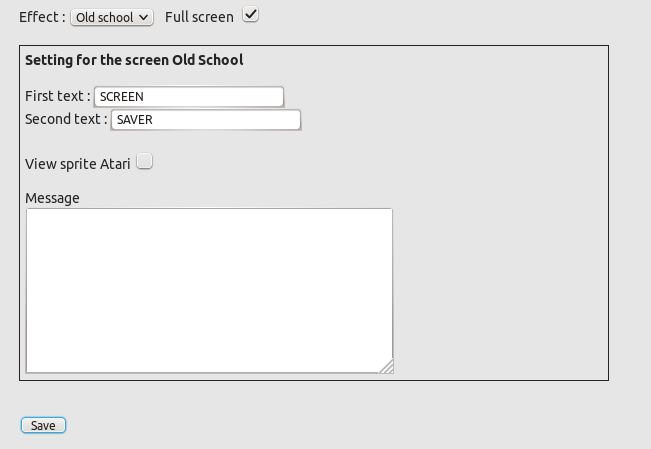 Effect : Old school Full screen
Setting for the screen Old School
First text : SCREEN
Second text : SAVER
View sprite Atari
Message
Save